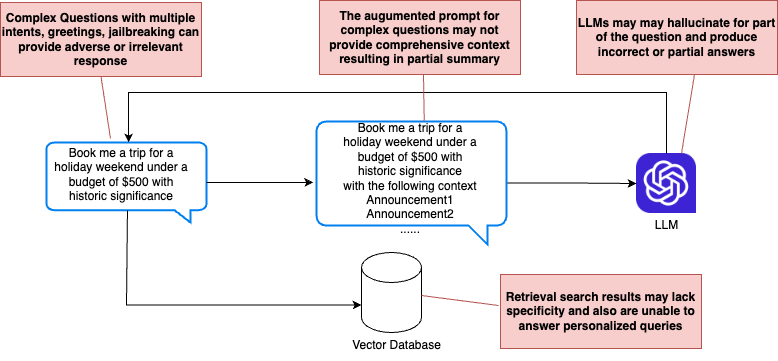 Complex Questions with multiple
intents, greetings, jailbreaking can
provide adverse or irrelevant
response
The augumented prompt for
complex questions may not
provide comprehensive context
resulting in partial summary
LLMs may may hallucinate for part
of the question and produce
incorrect or partial answers
Book me a trip for a
holiday weekend under a
budget of $500 with
historic significance
Book me a trip for a
holiday weekend under a
budget of $500 with
historic significance
with the following context
Announcement1
Announcement2
......
LLM
Retrieval search results may lack
specificity and also are unable to
answer personalized queries
Vector Database